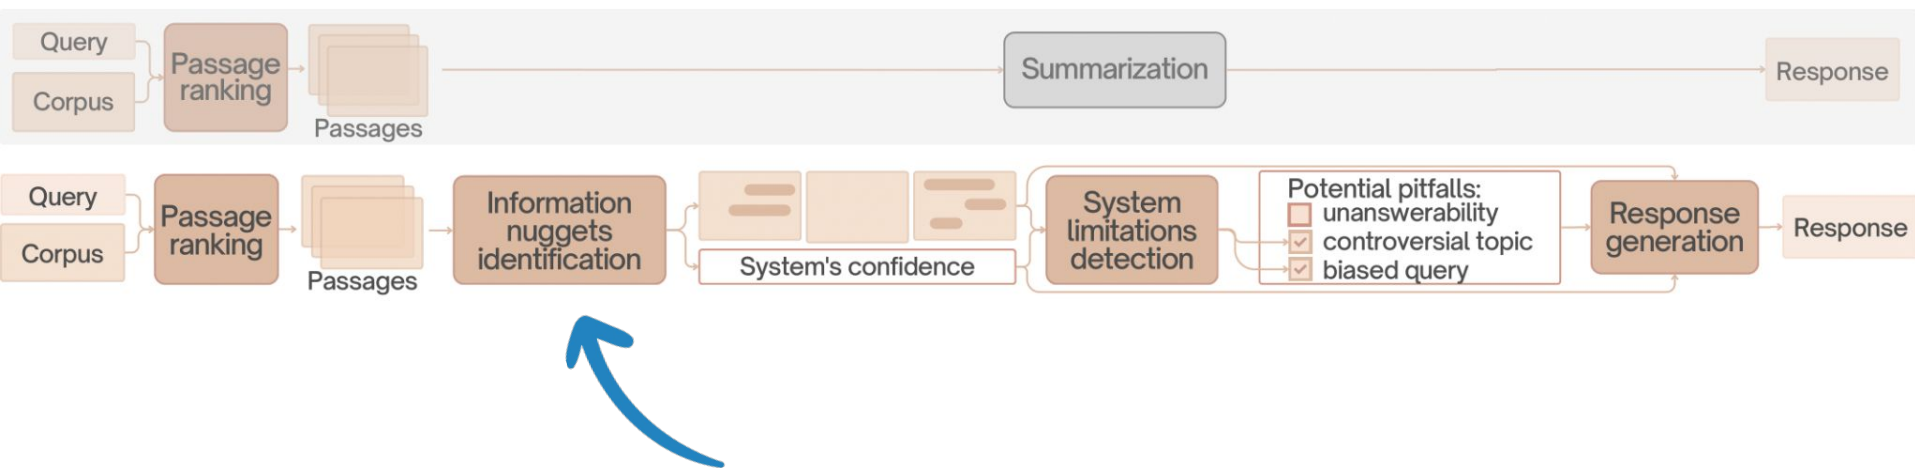 Query
Corpus
Passage
ranking
Passages
Summarization
Response
Query
Corpus
Passage
ranking
Passages
Information
nuggets
identification
System's confidence
System
limitations
detection
Potential pitfalls:
unanswerability
controversial topic
biased query
Response
generation
Response